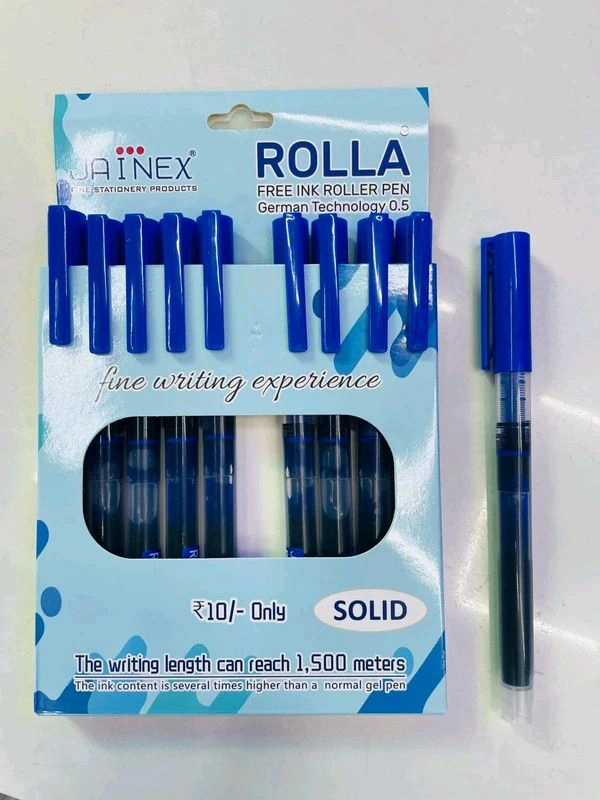 JAINEX®
FINE STATIONERY PRODUCTS
ROLLA
FREE INK ROLLER PEN
German Technology 0.5
fine writing experience
₹10/- Only
SOLID
The writing length can reach 1,500 meters
The ink content is several times higher than a normal gel pen